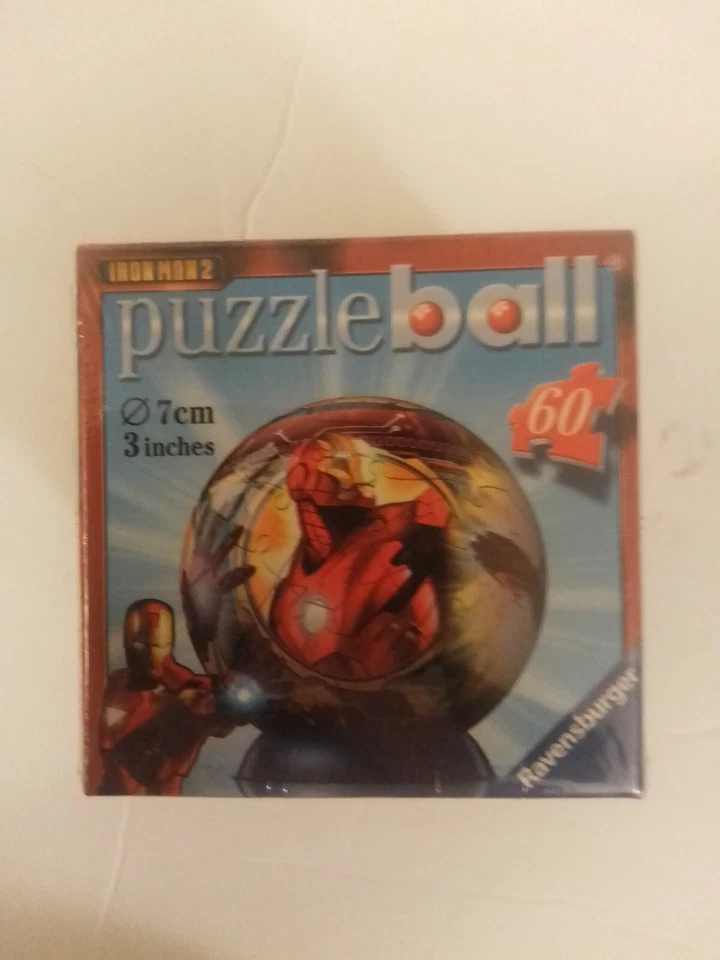 IRON MAN 2
puzzleball®
60
Ø 7cm
3 inches
Ravensburger